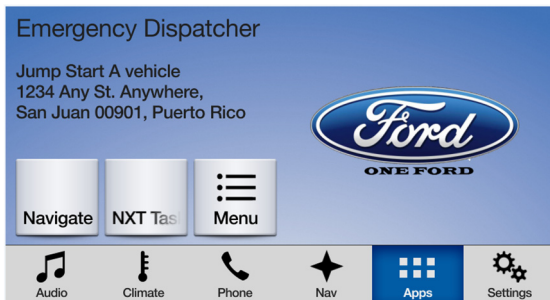 Emergency Dispatcher
Jump Start A vehicle
1234 Any St. Anywhere,
San Juan 00901, Puerto Rico
Ford
ONE FORD
Navigate
NXT Tas
Menu
Audio
Climate
Phone
Nav
Apps
Settings